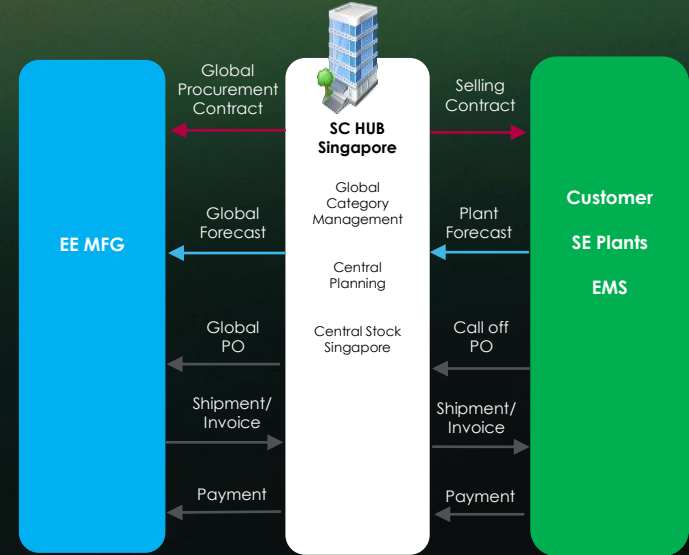 Global
Procurement
Contract
Selling
Contract
SC HUB
Singapore
Global
Category
Management
Customer
Global
Forecast
Plant
Forecast
EE MFG
SE Plants
Central
Planning
EMS
Global
PO
Central Stock
Singapore
Call off
PO
Shipment/
Invoice
Shipment/
Invoice
Payment
Payment